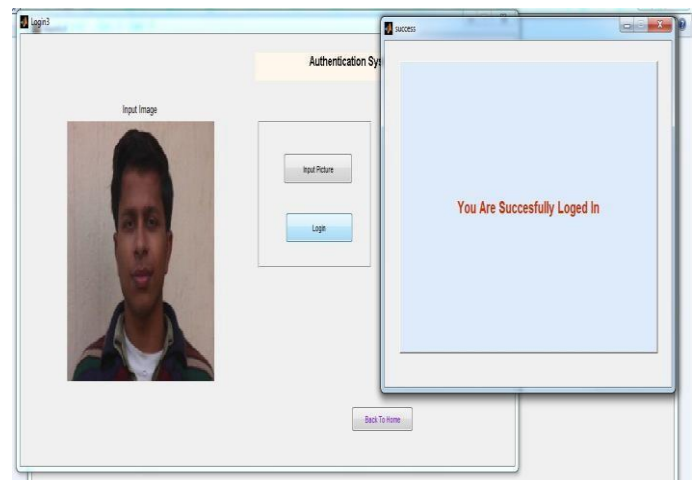 Login3
success
Authentication Sys
Input Image
Input Picture
Login
You Are Succesfully Loged In
Back To Home